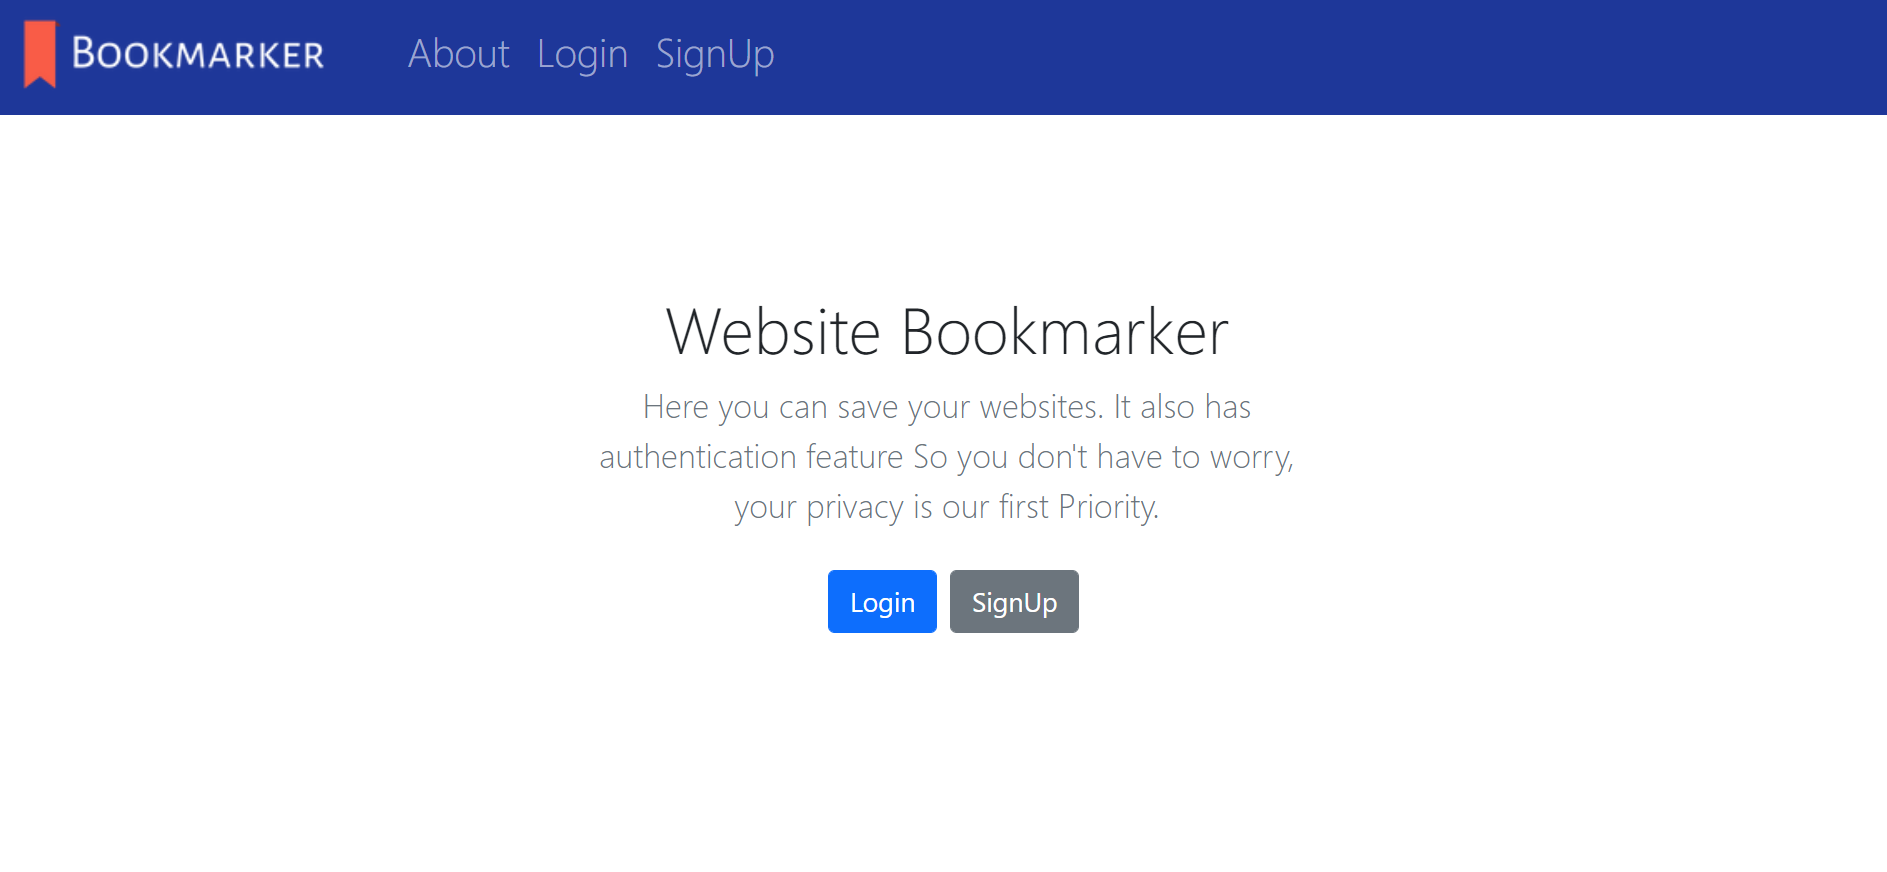 BOOKMARKER About Login SignUp
Website Bookmarker
Here you can save your websites. It also has
authentication feature So you don't have to worry,
your privacy is our first Priority.
Login SignUp